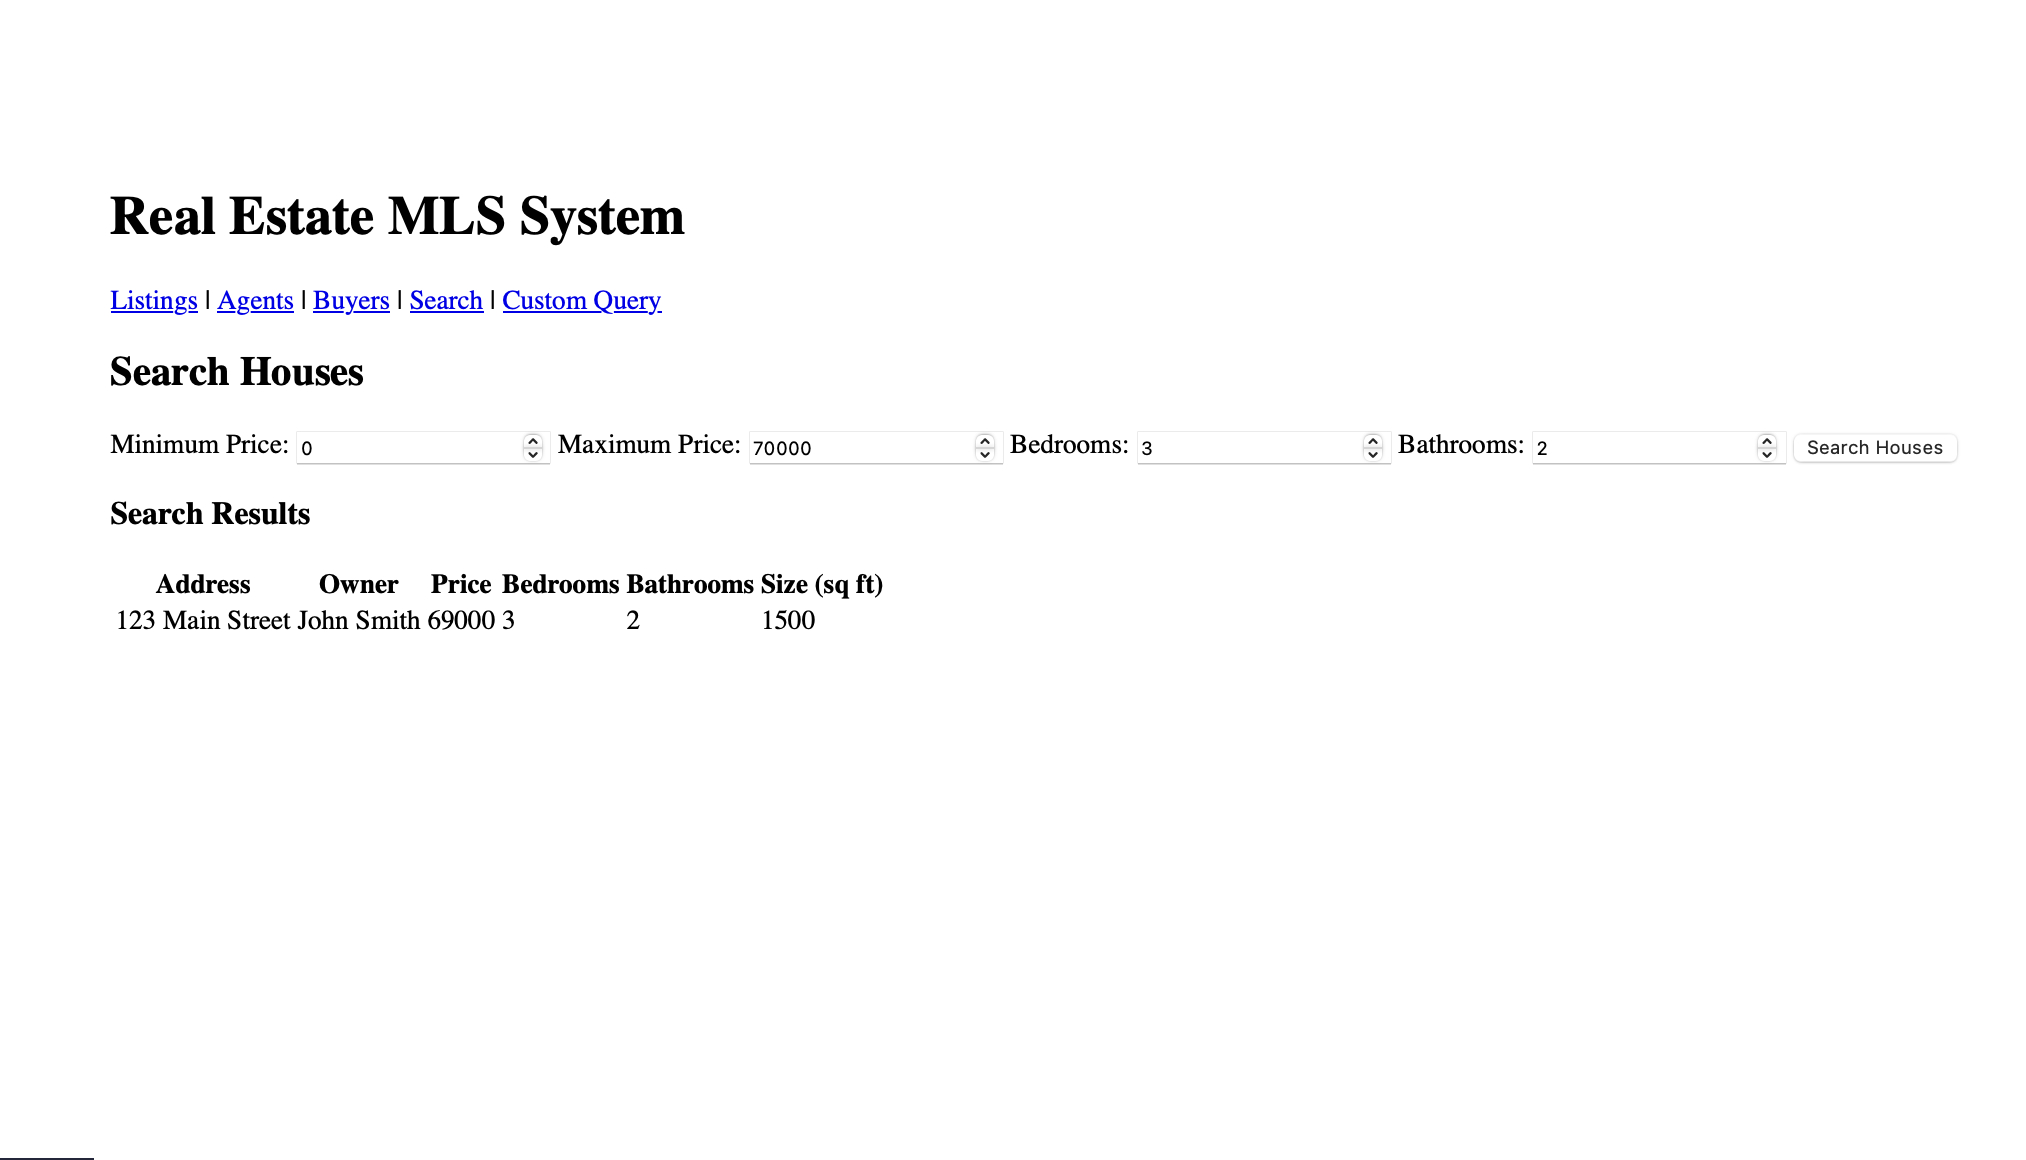 Real Estate MLS System
Listings | Agents | Buyers | Search | Custom Query
Search Houses
Minimum Price: 0 Maximum Price: 70000 Bedrooms: 3 Bathrooms: 2 Search Houses
Search Results
Address Owner Price Bedrooms Bathrooms Size (sq ft)
123 Main Street John Smith 69000 3 2 1500